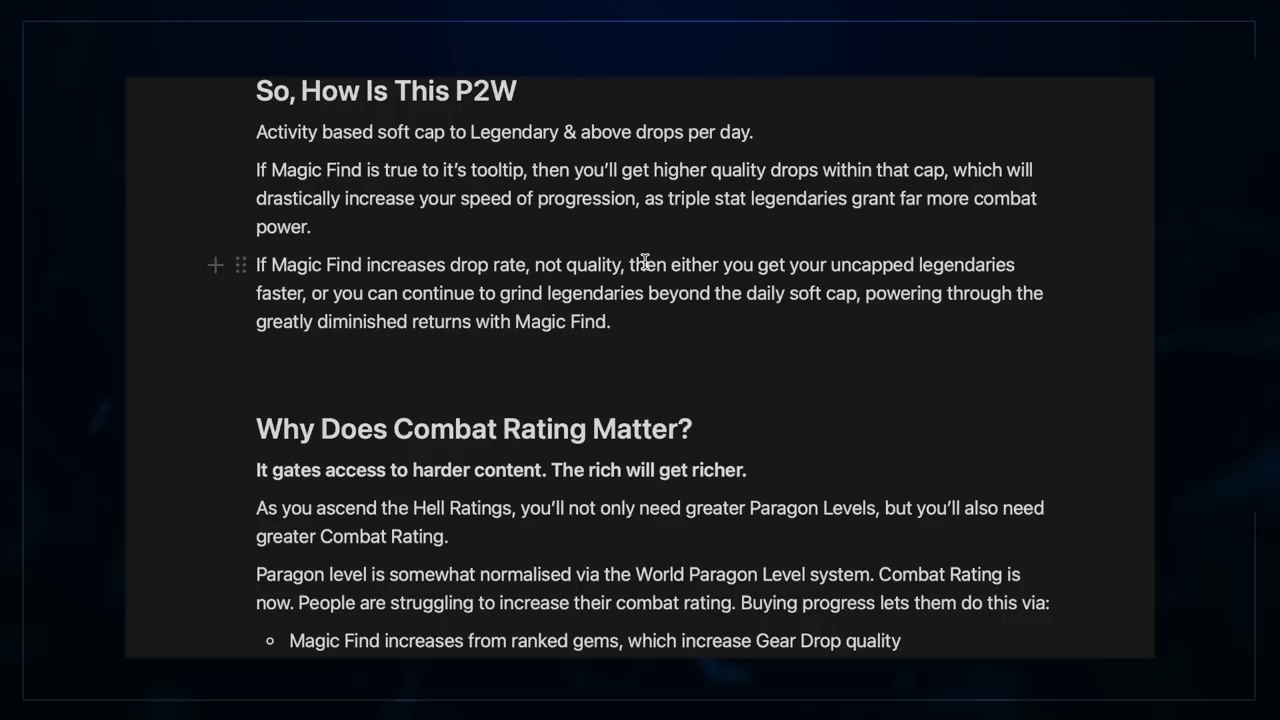 So, How Is This P2W
Activity based soft cap to Legendary & above drops per day.
If Magic Find is true to it’s tooltip, then you’ll get higher quality drops within that cap, which will
drastically increase your speed of progression, as triple stat legendaries grant far more combat
power.
If Magic Find increases drop rate, not quality, then either you get your uncapped legendaries
faster, or you can continue to grind legendaries beyond the daily soft cap, powering through the
greatly diminished returns with Magic Find.
Why Does Combat Rating Matter?
It gates access to harder content. The rich will get richer.
As you ascend the Hell Ratings, you’ll not only need greater Paragon Levels, but you’ll also need
greater Combat Rating.
Paragon level is somewhat normalised via the World Paragon Level system. Combat Rating is
now. People are struggling to increase their combat rating. Buying progress lets them do this via:
Magic Find increases from ranked gems, which increase Gear Drop quality